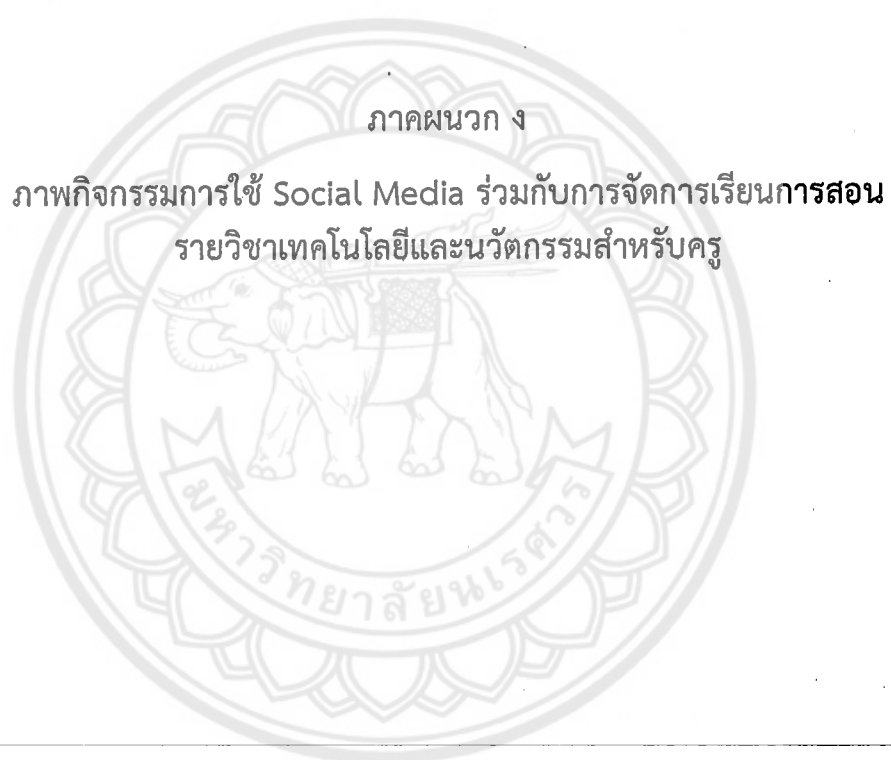 ภาคผนวก ง
ภาพกิจกรรมการใช้ Social Media ร่วมกับการจัดการเรียนการสอน
รายวิชาเทคโนโลยีและนวัตกรรมสำหรับครู
มหาวิทยาลัยนเรศวร